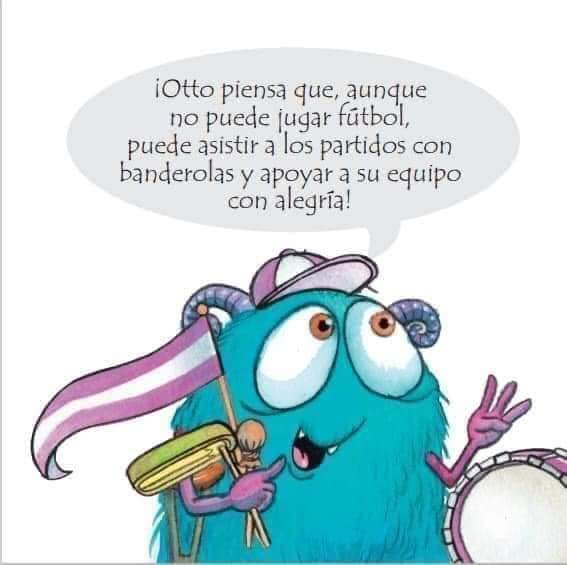 ¡Otto piensa que, aunque
no puede jugar fútbol,
puede asistir a los partidos con
banderolas y apoyar a su equipo
con alegría!